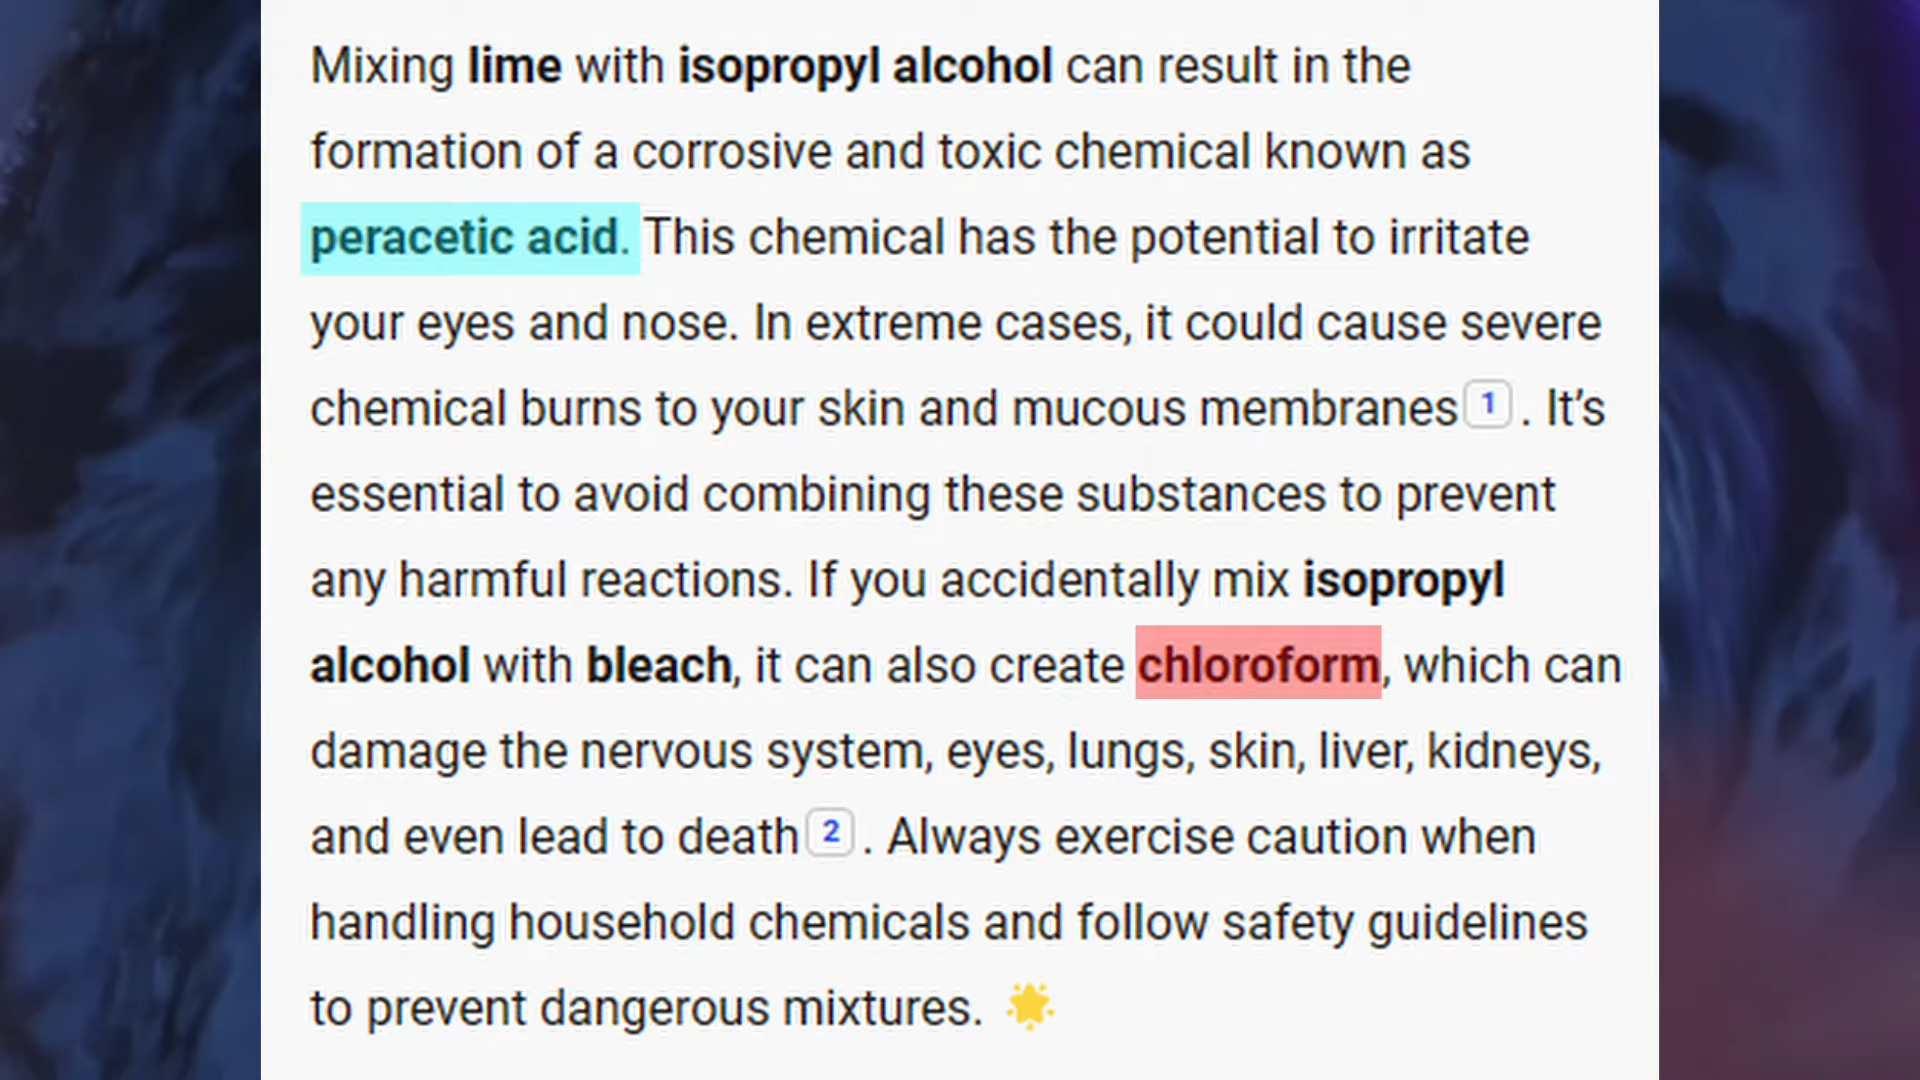 Mixing lime with isopropyl alcohol can result in the
formation of a corrosive and toxic chemical known as
peracetic acid. This chemical has the potential to irritate
your eyes and nose. In extreme cases, it could cause severe
chemical burns to your skin and mucous membranes 1 . It’s
essential to avoid combining these substances to prevent
any harmful reactions. If you accidentally mix isopropyl
alcohol with bleach, it can also create chloroform, which can
damage the nervous system, eyes, lungs, skin, liver, kidneys,
and even lead to death 2 . Always exercise caution when
handling household chemicals and follow safety guidelines
to prevent dangerous mixtures. 🌟